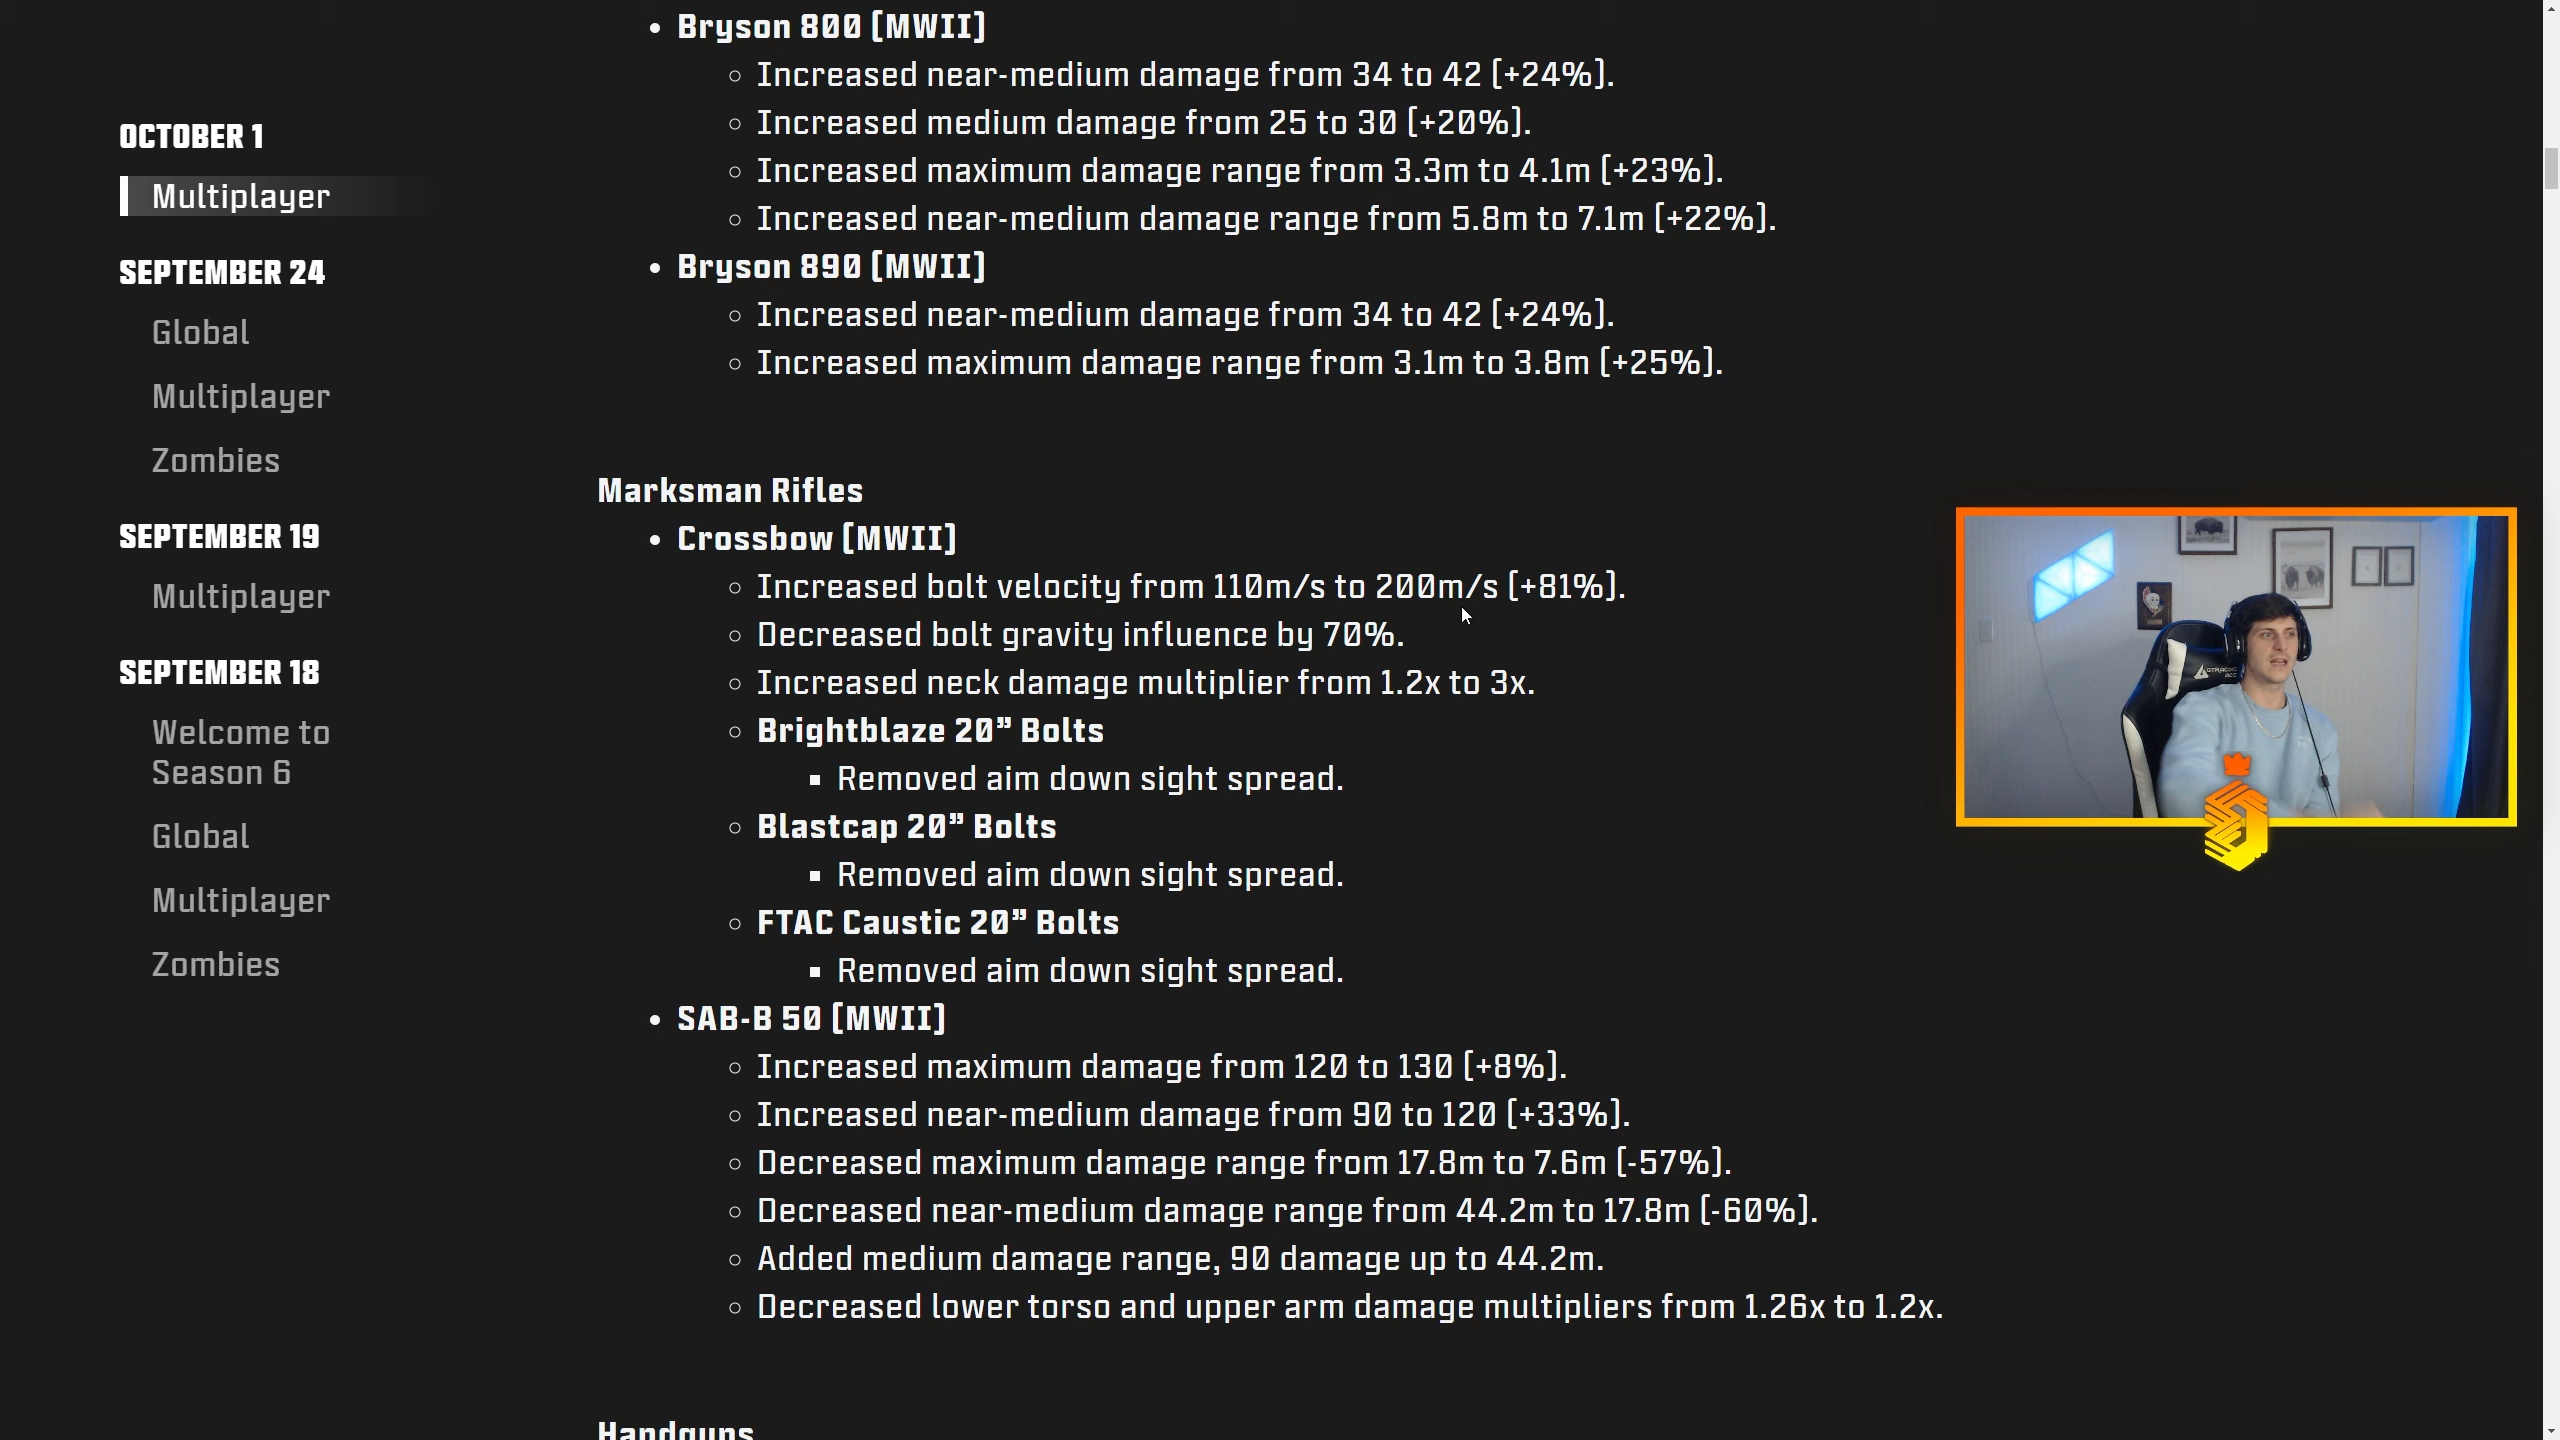 OCTOBER 1
Multiplayer
SEPTEMBER 24
Global
Multiplayer
Zombies
SEPTEMBER 19
Multiplayer
SEPTEMBER 18
Welcome to
Season 6
Global
Multiplayer
Zombies
Bryson 800 (MWII)
Increased near-medium damage from 34 to 42 (+24%).
Increased medium damage from 25 to 30 (+20%).
Increased maximum damage range from 3.3m to 4.1m (+23%).
Increased near-medium damage range from 5.8m to 7.1m (+22%).
Bryson 890 (MWII)
Increased near-medium damage from 34 to 42 (+24%).
Increased maximum damage range from 3.1m to 3.8m (+25%).
Marksman Rifles
Crossbow (MWII)
Increased bolt velocity from 110m/s to 200m/s (+81%).
Decreased bolt gravity influence by 70%.
Increased neck damage multiplier from 1.2x to 3x.
Brightblaze 20” Bolts
Removed aim down sight spread.
Blastcap 20” Bolts
Removed aim down sight spread.
FTAC Caustic 20” Bolts
Removed aim down sight spread.
SAB-B 50 (MWII)
Increased maximum damage from 120 to 130 (+8%).
Increased near-medium damage from 90 to 120 (+33%).
Decreased maximum damage range from 17.8m to 7.6m (-57%).
Decreased near-medium damage range from 44.2m to 17.8m (-60%).
Added medium damage range, 90 damage up to 44.2m.
Decreased lower torso and upper arm damage multipliers from 1.26x to 1.2x.
Handguns